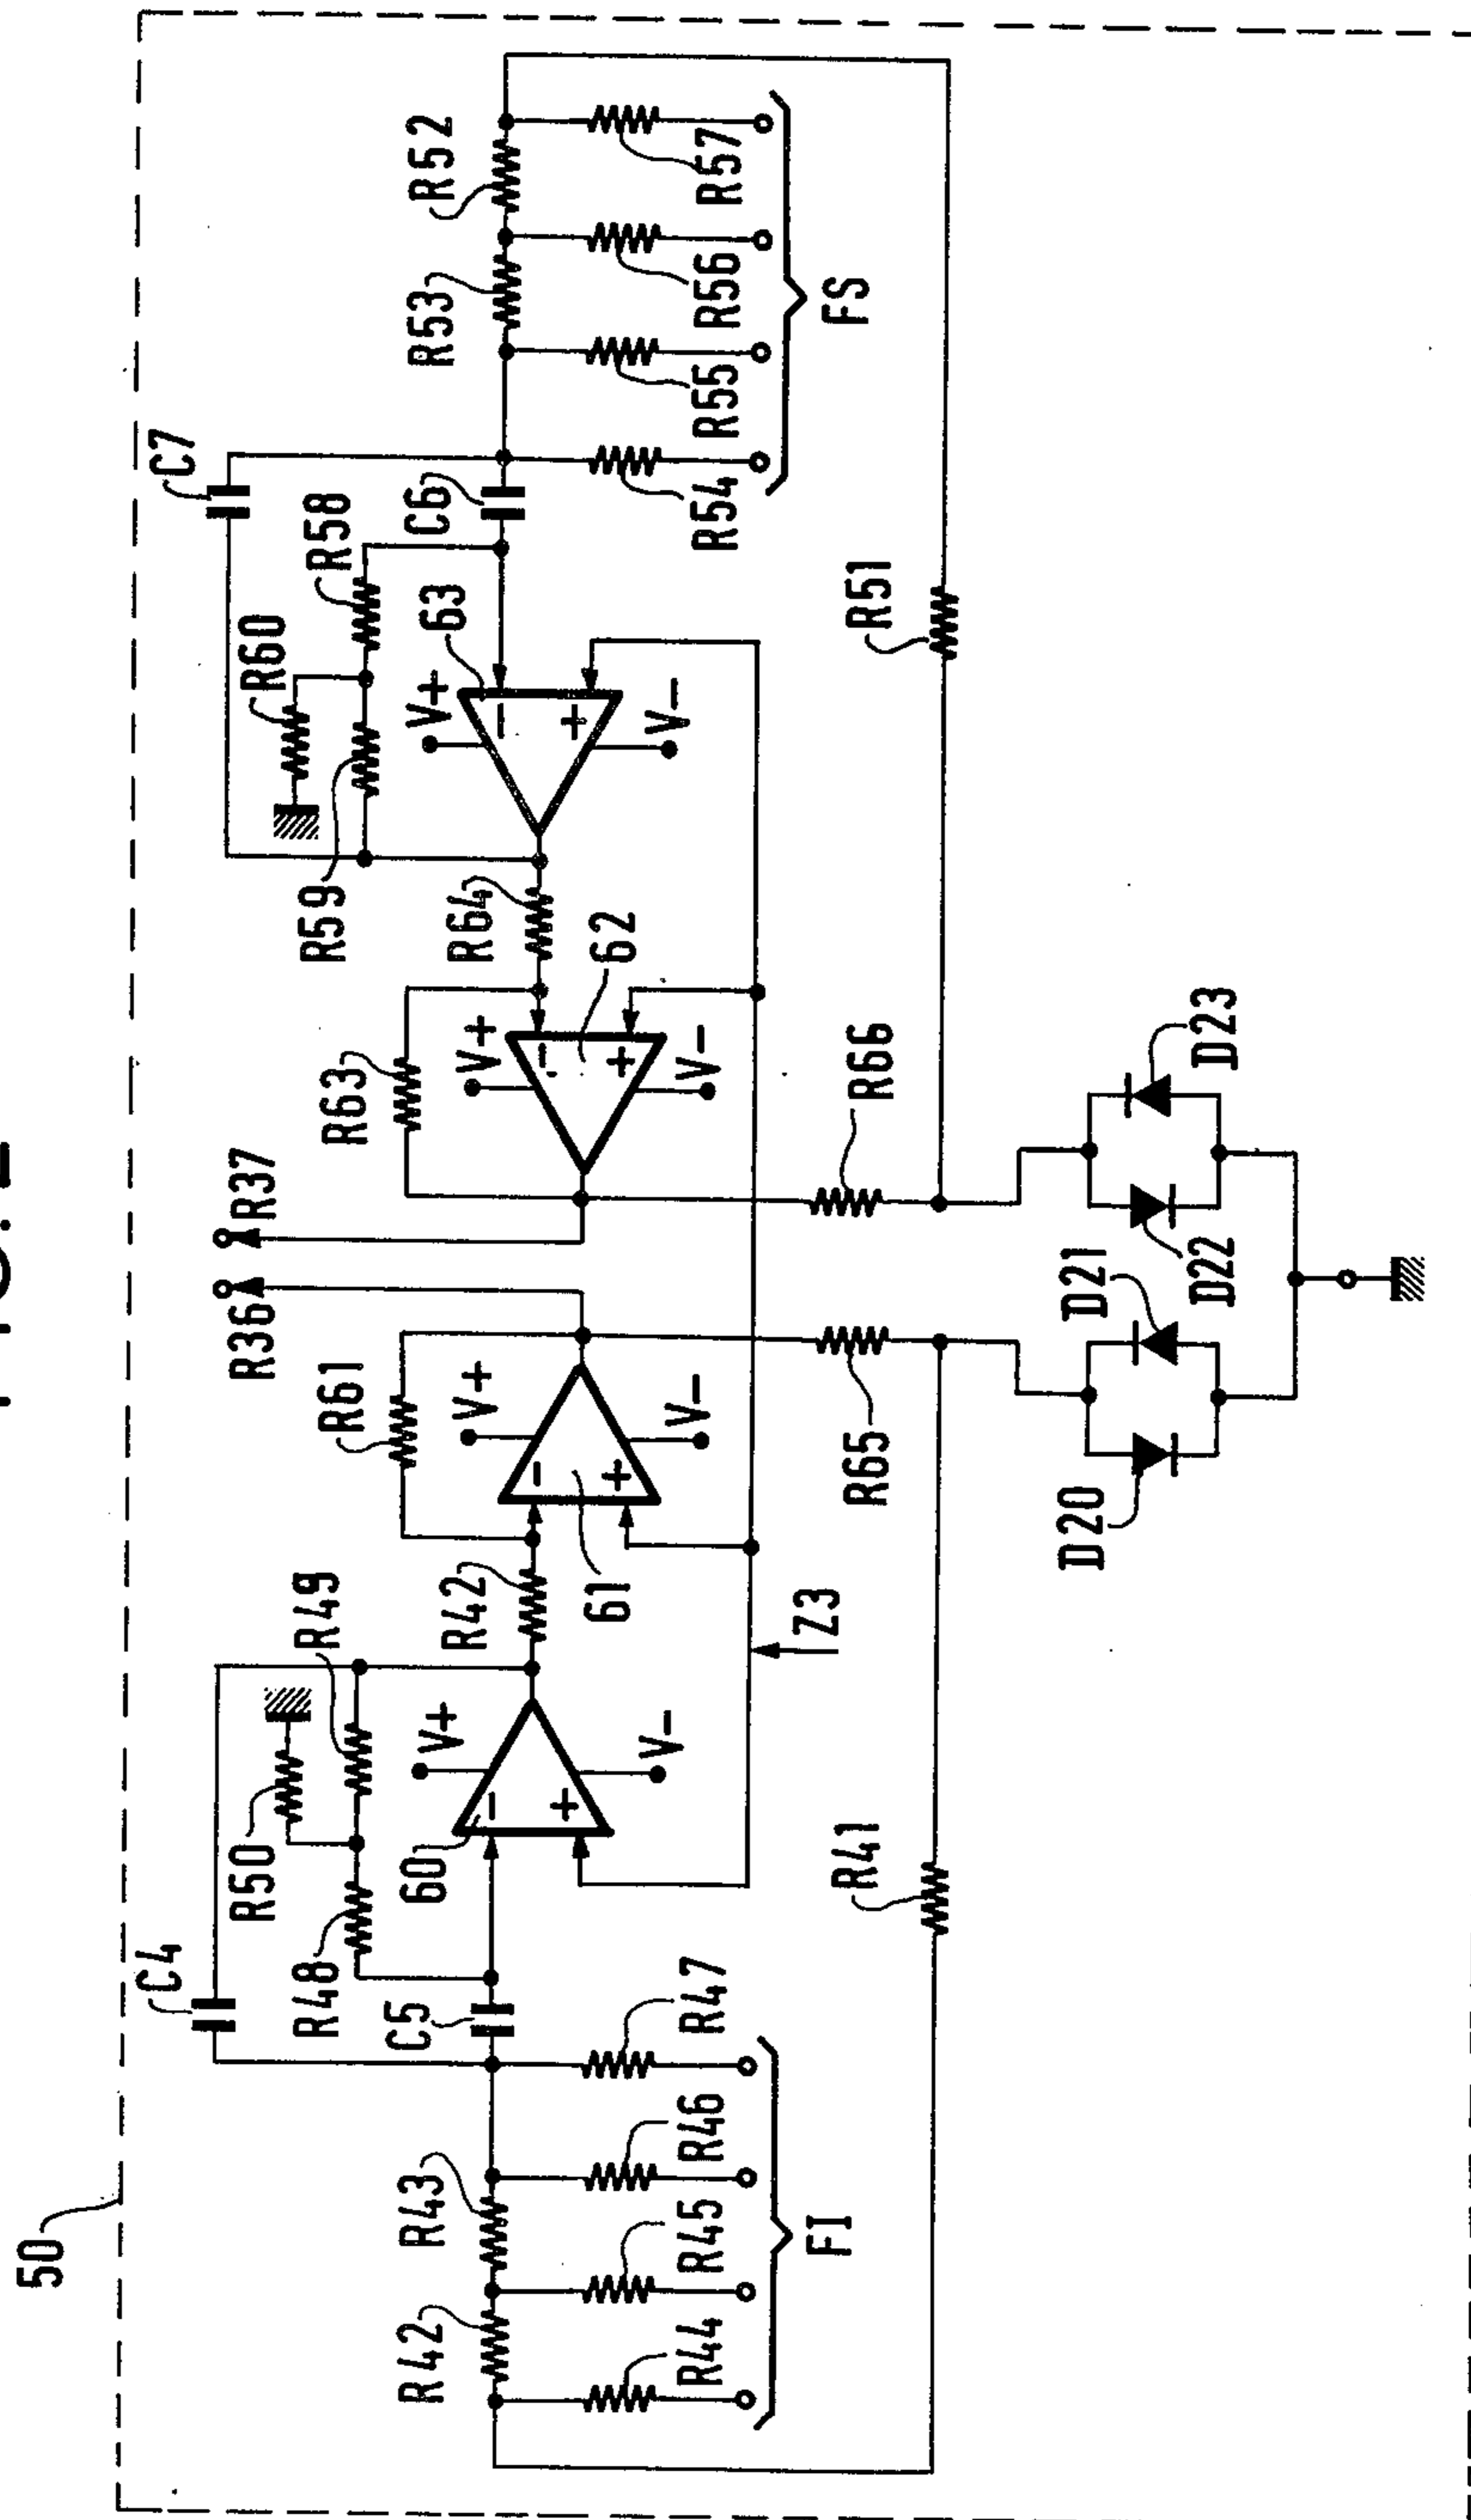 50
C4
R50
R49
R48
C5
R42
R43
R44
R45
R46
R47
FI
60
V+
V-
-
+
R42
R61
61
V+
V-
-
+
R36
R37
Z3
R41
R65
D20
D21
D22
D23
R66
R63
62
V+
V-
-
+
R64
R59
R60
R58
63
V+
V-
-
+
C7
C6
R53
R52
R54
R55
R56
R57
FS
R51